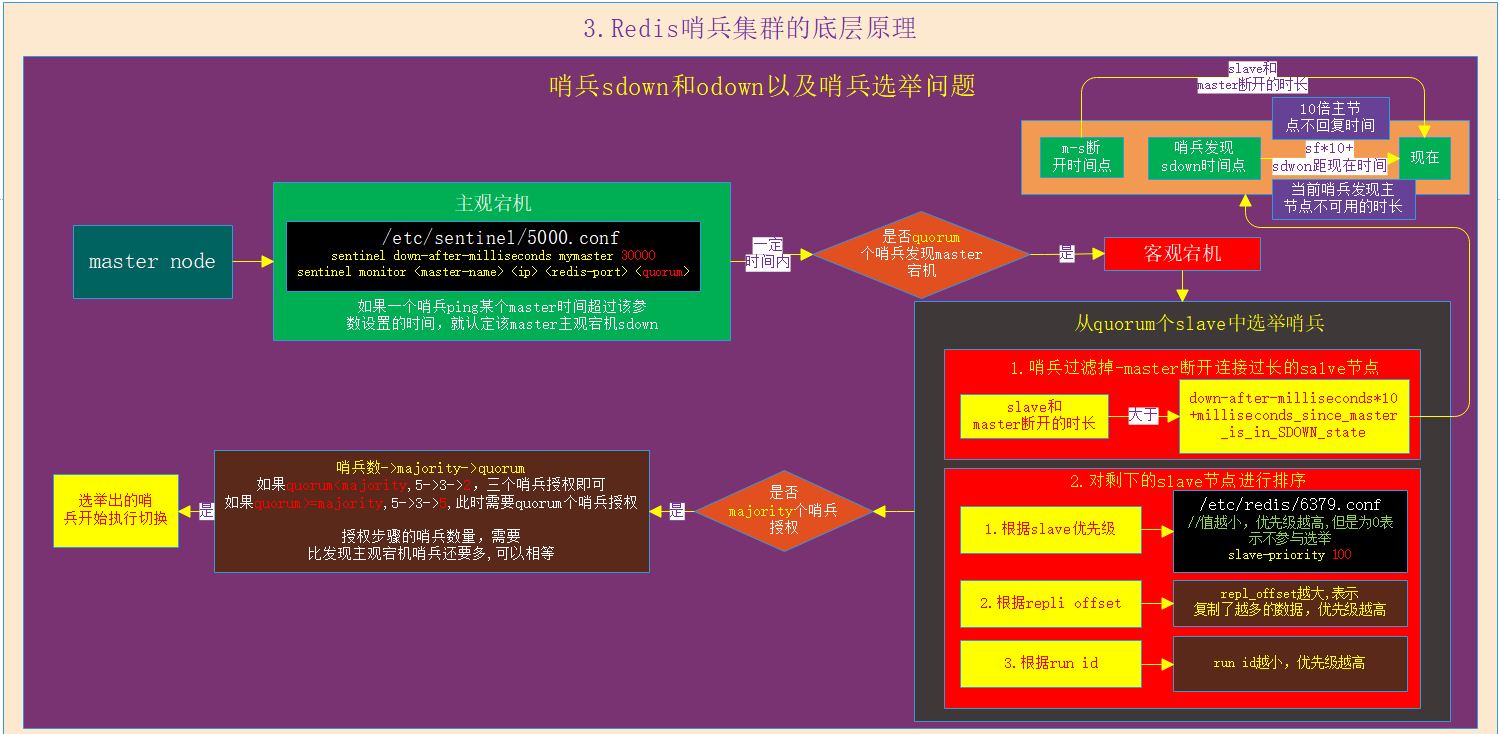 3.Redis哨兵集群的底层原理
哨兵sdown和odown以及哨兵选举问题
slave和
master断开的时长
10倍主节
点不回复时间
m-s断
开时间点
哨兵发现
sdown时间点
sf*10+
sdwon距现在时间
现在
当前哨兵发现主
节点不可用的时长
master node
主观宕机
/etc/sentinel/5000.conf
sentinel down-after-milliseconds mymaster 30000
sentinel monitor <master-name> <ip> <redis-port> <quorum>
如果一个哨兵ping某个master时间超过该参
数设置的时间，就认定该master主观宕机sdown
一定
时间内
是否quorum
个哨兵发现master
宕机
是
客观宕机
从quorum个slave中选举哨兵
1.哨兵过滤掉-master断开连接过长的salve节点
slave和
master断开的时长
大于
down-after-milliseconds*10
+milliseconds_since_master
_is_in_SDOWN_state
2.对剩下的slave节点进行排序
1.根据slave优先级
/etc/redis/6379.conf
//值越小，优先级越高,但是为0表
示不参与选举
slave-priority 100
2.根据repli offset
repl_offset越大,表示
复制了越多的数据，优先级越高
3.根据run id
run id越小，优先级越高
是否
majority个哨兵
授权
是
哨兵数->majority->quorum
如果quorum<majority,5->3->2，三个哨兵授权即可
如果quorum>=majority,5->3->5,此时需要quorum个哨兵授权
授权步骤的哨兵数量，需要
比发现主观宕机哨兵还要多,可以相等
是
选举出的哨
兵开始执行切换